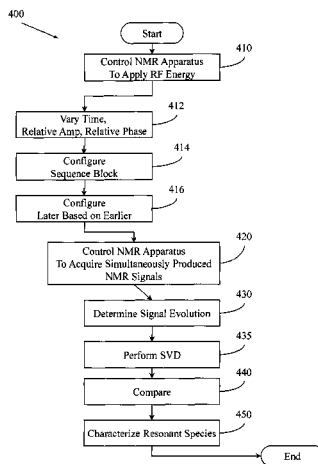 400
Start
410
Control NMR Apparatus
To Apply RF Energy
412
Vary Time,
Relative Amp, Relative Phase
414
Configure
Sequence Block
416
Configure
Later Based on Earlier
420
Control NMR Apparatus
To Acquire Simultaneously Produced
NMR Signals
430
Determine Signal Evolution
435
Perform SVD
440
Compare
450
Characterize Resonant Species
End